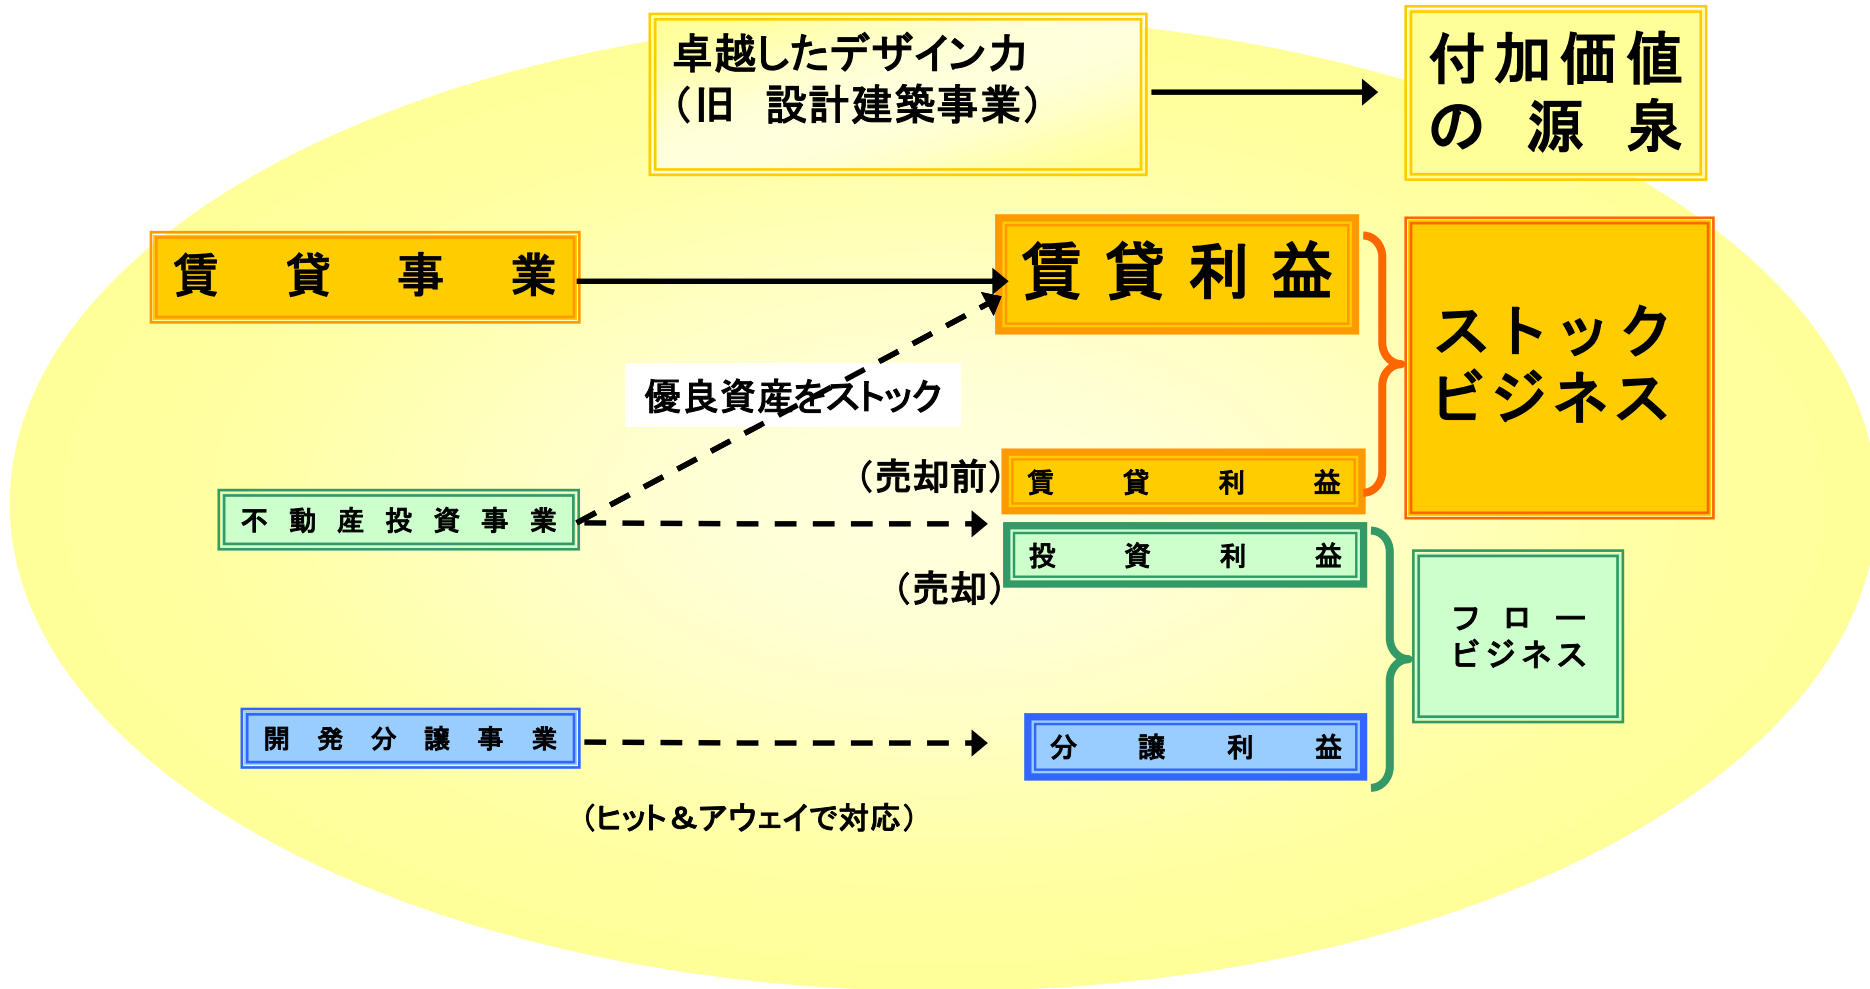 卓越したデザイン力
（旧　設計建築事業）
付加価値
の源泉
賃貸事業
賃貸利益
ストック
ビジネス
優良資産をストック
（売却前）
賃貸利益
不動産投資事業
投資利益
（売却）
フロー
ビジネス
開発分譲事業
分譲利益
（ヒット＆アウェイで対応）